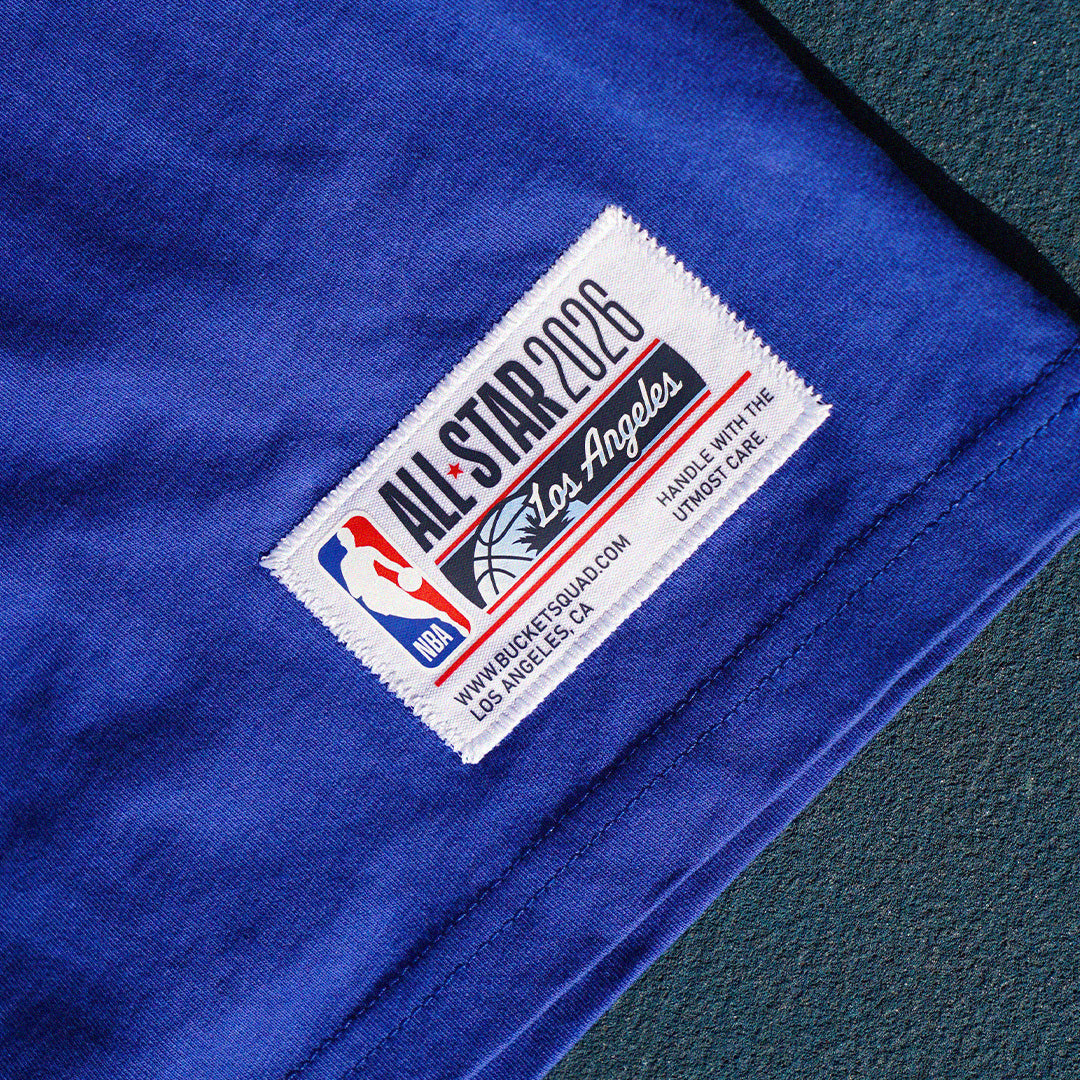 ALL★STAR 2026
Los Angeles
NBA
WWW.BUCKETSQUAD.COM
LOS ANGELES, CA
HANDLE WITH THE
UTMOST CARE.